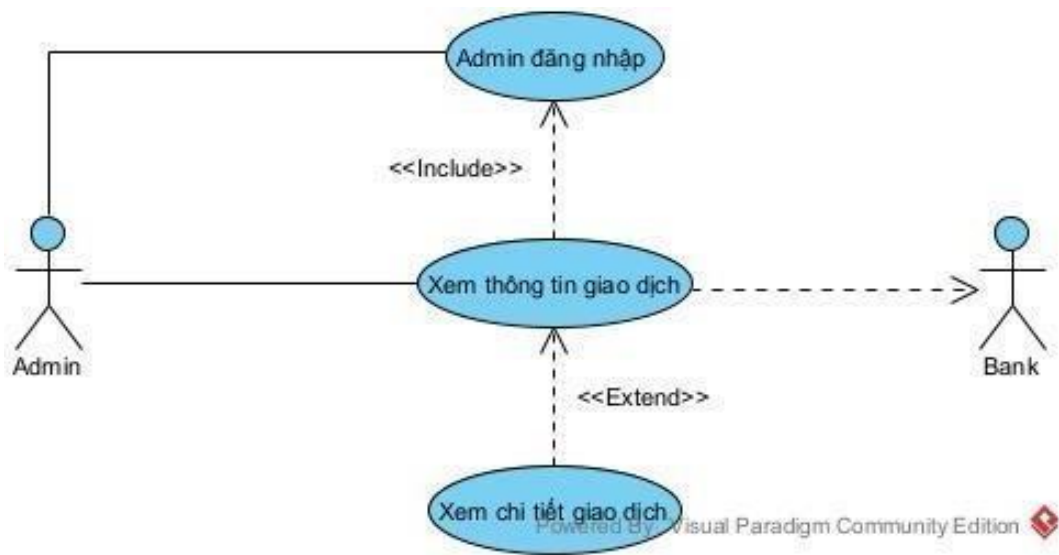 Admin đăng nhập
<<Include>>
Xem thông tin giao dịch
Admin
Bank
<<Extend>>
Xem chi tiết giao dịch
Powered By Visual Paradigm Community Edition